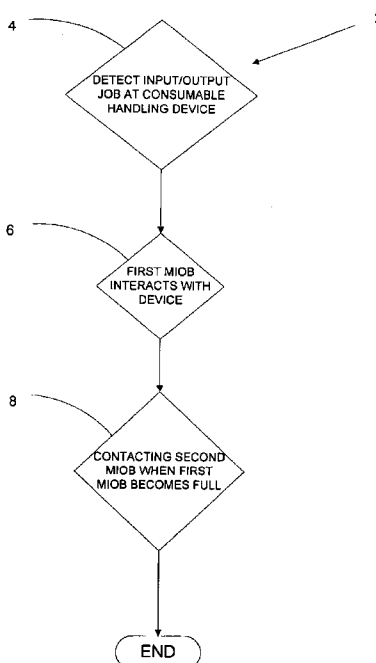 4
DETECT INPUT/OUTPUT
JOB AT CONSUMABLE
HANDLING DEVICE
6
FIRST MIOB
INTERACTS WITH
DEVICE
8
CONTACTING SECOND
MIOB WHEN FIRST
MIOB BECOMES FULL
END